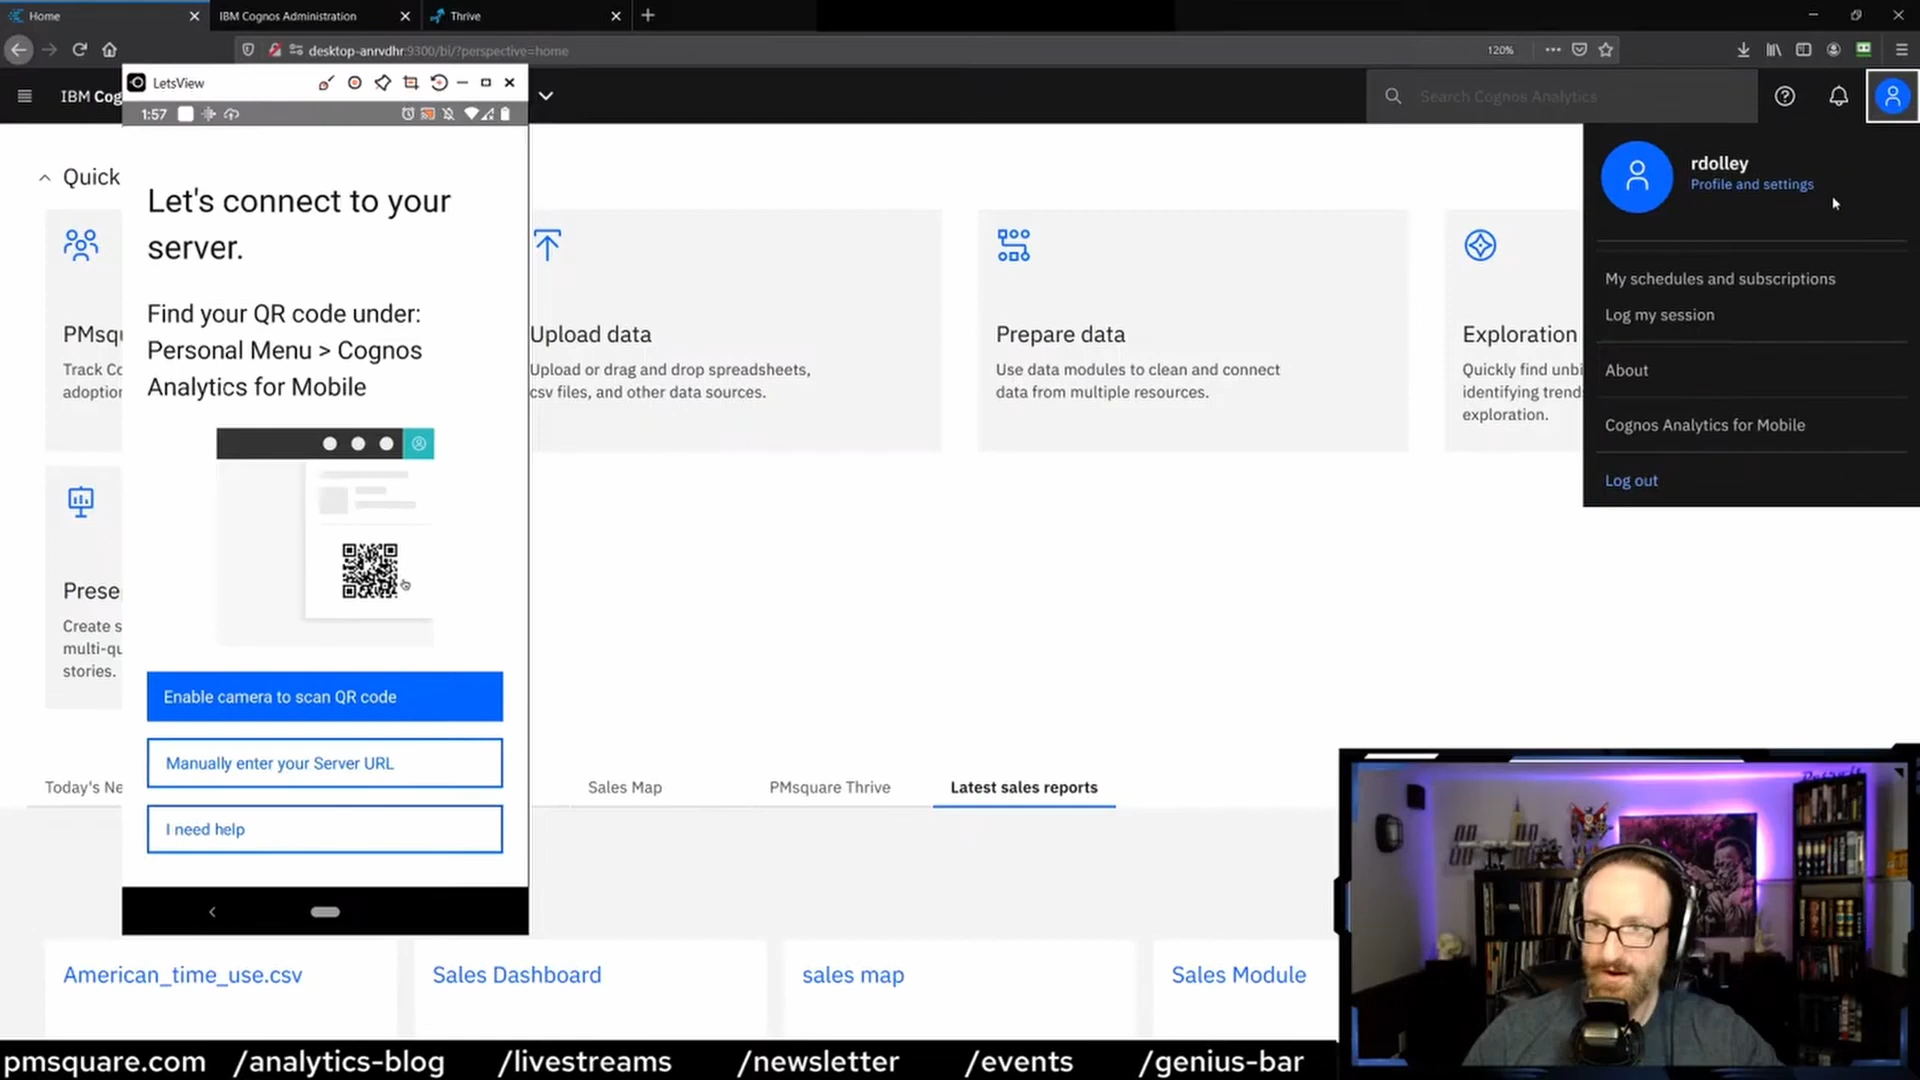 Home
IBM Cognos Administration
Thrive
desktop-anrvdhr:9300/bi/?perspective=home
120%
LetsView
IBM Cog
Search Cognos Analytics
1:57
Quick
Let's connect to your
server.
Find your QR code under:
Personal Menu > Cognos
Analytics for Mobile
Enable camera to scan QR code
Manually enter your Server URL
I need help
PMsqu
Track Co
adoption
Upload data
Upload or drag and drop spreadsheets,
csv files, and other data sources.
Prepare data
Use data modules to clean and connect
data from multiple resources.
Exploration
Quickly find unbi
identifying trends
exploration.
rdolley
Profile and settings
My schedules and subscriptions
Log my session
About
Cognos Analytics for Mobile
Log out
Prese
Create s
multi-qu
stories.
Today's Ne
Sales Map
PMsquare Thrive
Latest sales reports
American_time_use.csv
Sales Dashboard
sales map
Sales Module
pmsquare.com /analytics-blog /livestreams /newsletter /events /genius-bar